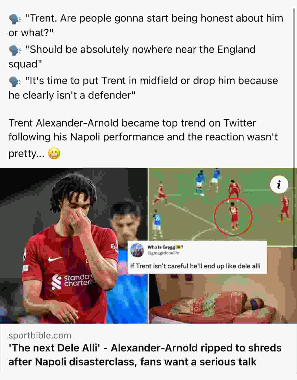 🗣️ "Trent. Are people gonna start being honest about him
or what?"
🗣️ "Should be absolutely nowhere near the England
squad"
🗣️ "It's time to put Trent in midfield or drop him because
he clearly isn't a defender"
Trent Alexander-Arnold became top trend on Twitter
following his Napoli performance and the reaction wasn't
pretty... 😬
i
If Trent isn't careful he'll end up like dele alli
standard
chartered
sportbible.com
'The next Dele Alli' - Alexander-Arnold ripped to shreds
after Napoli disasterclass, fans want a serious talk